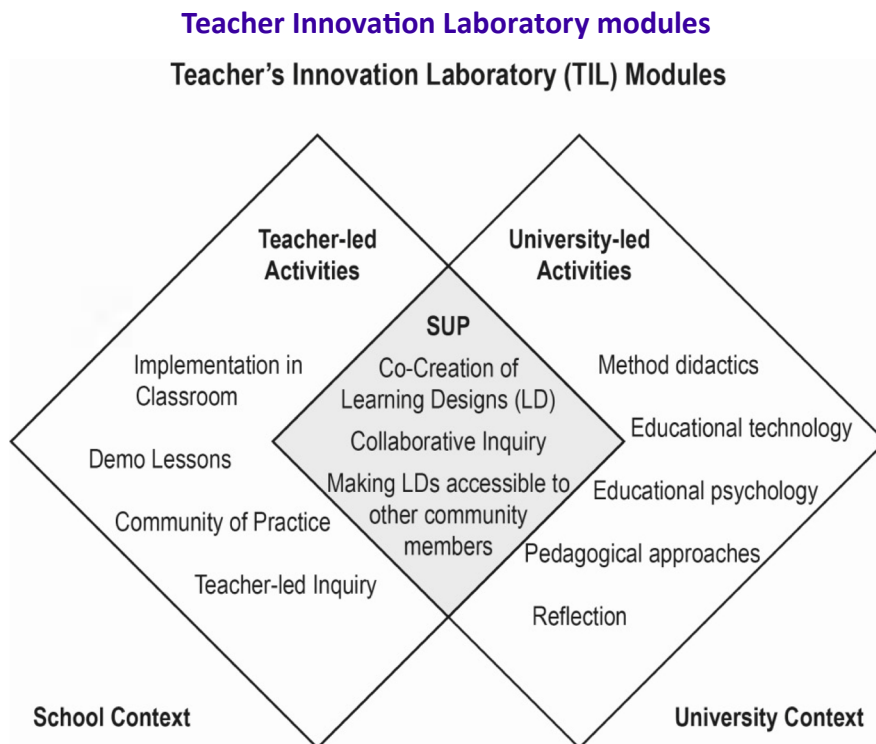 Teacher Innovation Laboratory modules
Teacher’s Innovation Laboratory (TIL) Modules
Teacher-led
Activities
Implementation in
Classroom
Demo Lessons
Community of Practice
Teacher-led Inquiry
School Context
SUP
Co-Creation of
Learning Designs (LD)
Collaborative Inquiry
Making LDs accessible to
other community
members
University-led
Activities
Method didactics
Educational technology
Educational psychology
Pedagogical approaches
Reflection
University Context